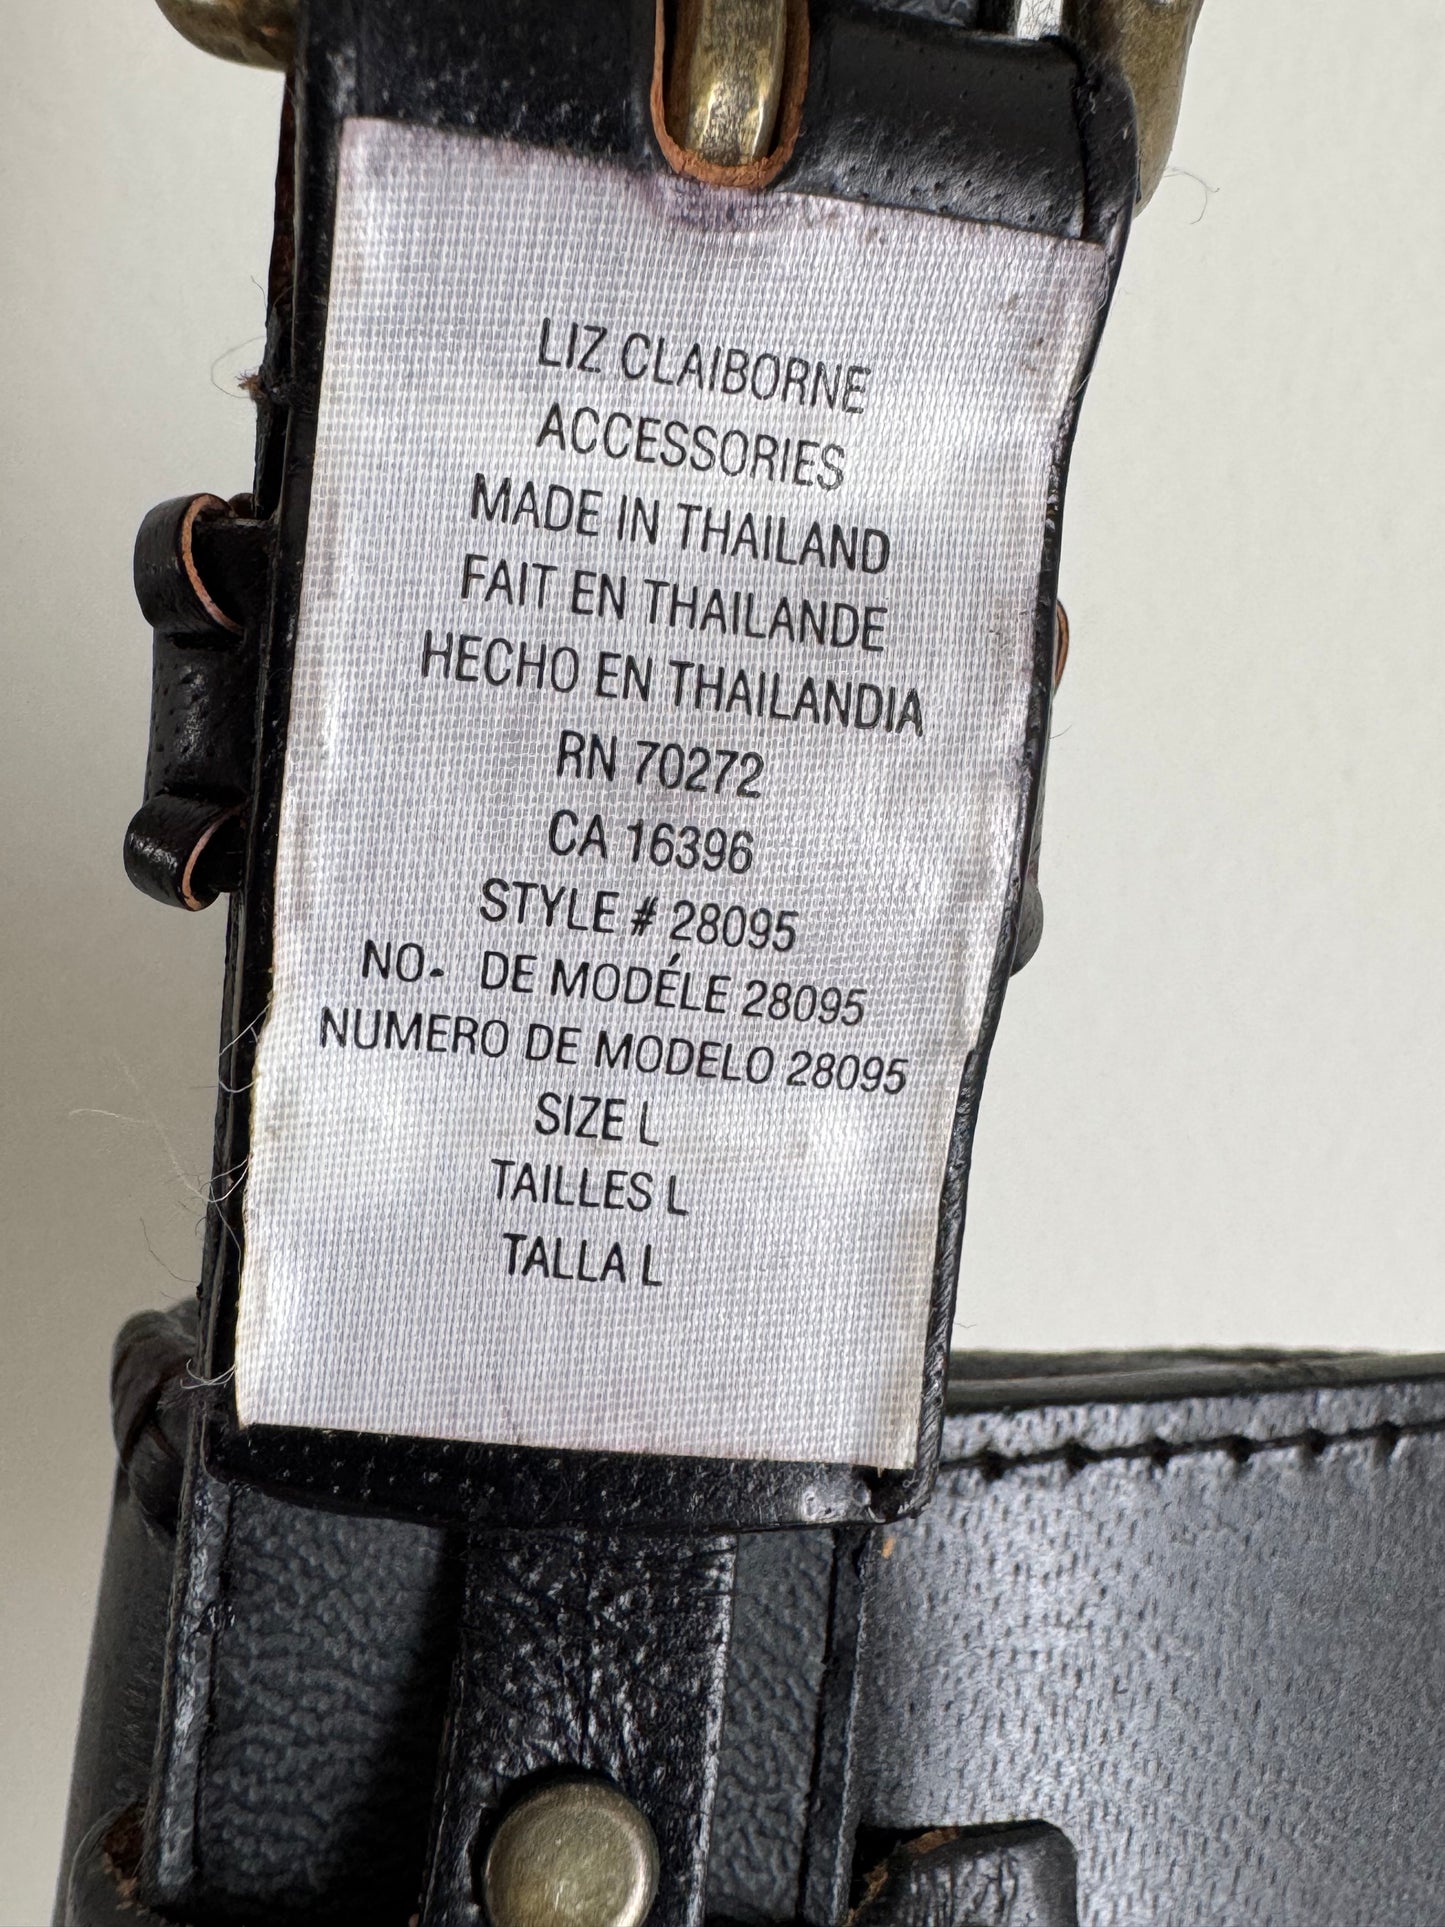 LIZ CLAIBORNE
ACCESSORIES
MADE IN THAILAND
FAIT EN THAILANDE
HECHO EN THAILANDIA
RN 70272
CA 16396
STYLE # 28095
NO. DE MODÉLE 28095
NUMERO DE MODELO 28095
SIZE L
TAILLES L
TALLA L